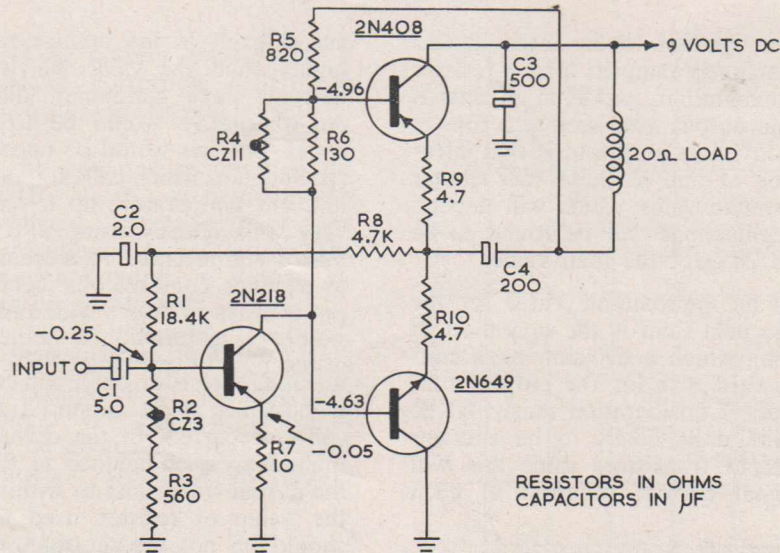 R5
820
2N408
9 VOLTS DC
C3
500
-4.96
R4
CZ11
R6
130
20Ω LOAD
R9
4.7
C2
2.0
R8
4.7K
C4
200
R1
18.4K
2N218
R10
4.7
-0.25
INPUT
C1
5.0
2N649
-4.63
R2
CZ3
R7
10
-0.05
R3
560
RESISTORS IN OHMS
CAPACITORS IN μF